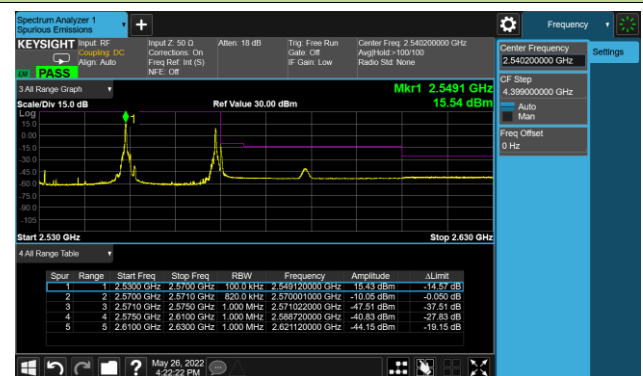 Spectrum Analyzer 1
Spurious Emissions
Frequency
KEYSIGHT
Input: RF
Coupling: DC
Align: Auto
Input Z: 50 Ω
Corrections: On
Freq Ref: Int (S)
NFE: Off
Atten: 18 dB
Trig: Free Run
Gate: Off
IF Gain: Low
Center Freq: 2.540200000 GHz
Avg|Hold:>100/100
Radio Std: None
PASS
Center Frequency
2.540200000 GHz
Settings
CF Step
4.399000000 GHz
Auto
Man
Freq Offset
0 Hz
3 All Range Graph
Mkr1 2.5491 GHz
Scale/Div 15.0 dB
Ref Value 30.00 dBm
15.54 dBm
Log
15.0
0.00
-15.0
-30.0
-45.0
-60.0
-75.0
-90.0
-105
1
Start 2.530 GHz
Stop 2.630 GHz
4 All Range Table
Spur Range Start Freq Stop Freq RBW Frequency Amplitude ΔLimit
1 1 2.5300 GHz 2.5700 GHz 100.0 kHz 2.549120000 GHz 15.43 dBm -14.57 dB
2 2 2.5700 GHz 2.5710 GHz 820.0 kHz 2.570001000 GHz -10.05 dBm -0.050 dB
3 3 2.5710 GHz 2.5750 GHz 1.000 MHz 2.571022000 GHz -47.51 dBm -37.51 dB
4 4 2.5750 GHz 2.6100 GHz 1.000 MHz 2.588720000 GHz -40.83 dBm -27.83 dB
5 5 2.6100 GHz 2.6300 GHz 1.000 MHz 2.621120000 GHz -44.15 dBm -19.15 dB
May 26, 2022
4:22:22 PM